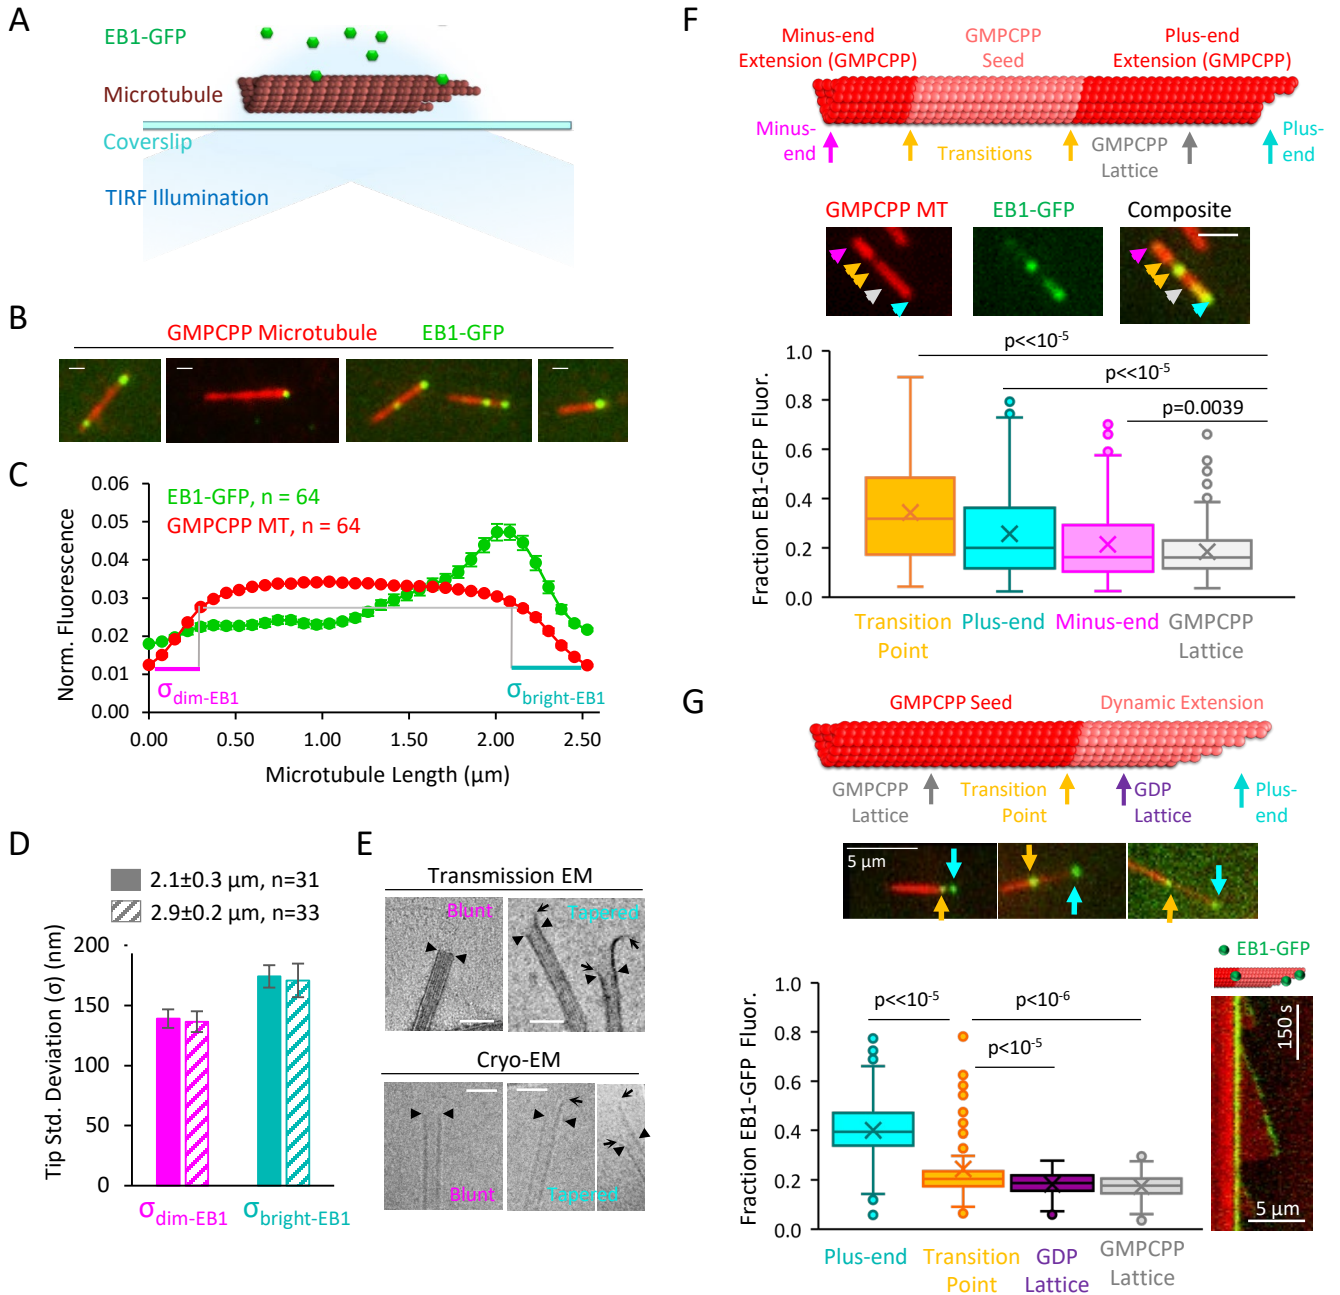 A
EB1-GFP
Microtubule
Coverslip
TIRF Illumination
B
GMPCPP Microtubule EB1-GFP
C
EB1-GFP, n = 64
GMPCPP MT, n = 64
Norm. Fluorescence
0.06
0.05
0.04
0.03
0.02
0.01
0.00
σdim-EB1
σbright-EB1
0.00 0.50 1.00 1.50 2.00 2.50
Microtubule Length (µm)
D
2.1±0.3 µm, n=31
2.9±0.2 µm, n=33
Tip Std. Deviation (σ) (nm)
200
150
100
50
0
σdim-EB1 σbright-EB1
E
Transmission EM
Blunt
Tapered
Cryo-EM
Blunt
Tapered
F
Minus-end
Extension (GMPCPP)
GMPCPP
Seed
Plus-end
Extension (GMPCPP)
Minus-
end
Transitions
GMPCPP
Lattice
Plus-
end
GMPCPP MT EB1-GFP Composite
Fraction EB1-GFP Fluor.
1.0
0.8
0.6
0.4
0.2
0.0
p<<10-5
p<<10-5
p=0.0039
Transition
Point
Plus-end
Minus-end
GMPCPP
Lattice
G
GMPCPP Seed
Dynamic Extension
GMPCPP
Lattice
Transition
Point
GDP
Lattice
Plus-
end
5 µm
Fraction EB1-GFP Fluor.
1.0
0.8
0.6
0.4
0.2
0.0
p<<10-5
p<10-6
p<10-5
Plus-end
Transition
Point
GDP
Lattice
GMPCPP
Lattice
EB1-GFP
150 s
5 µm